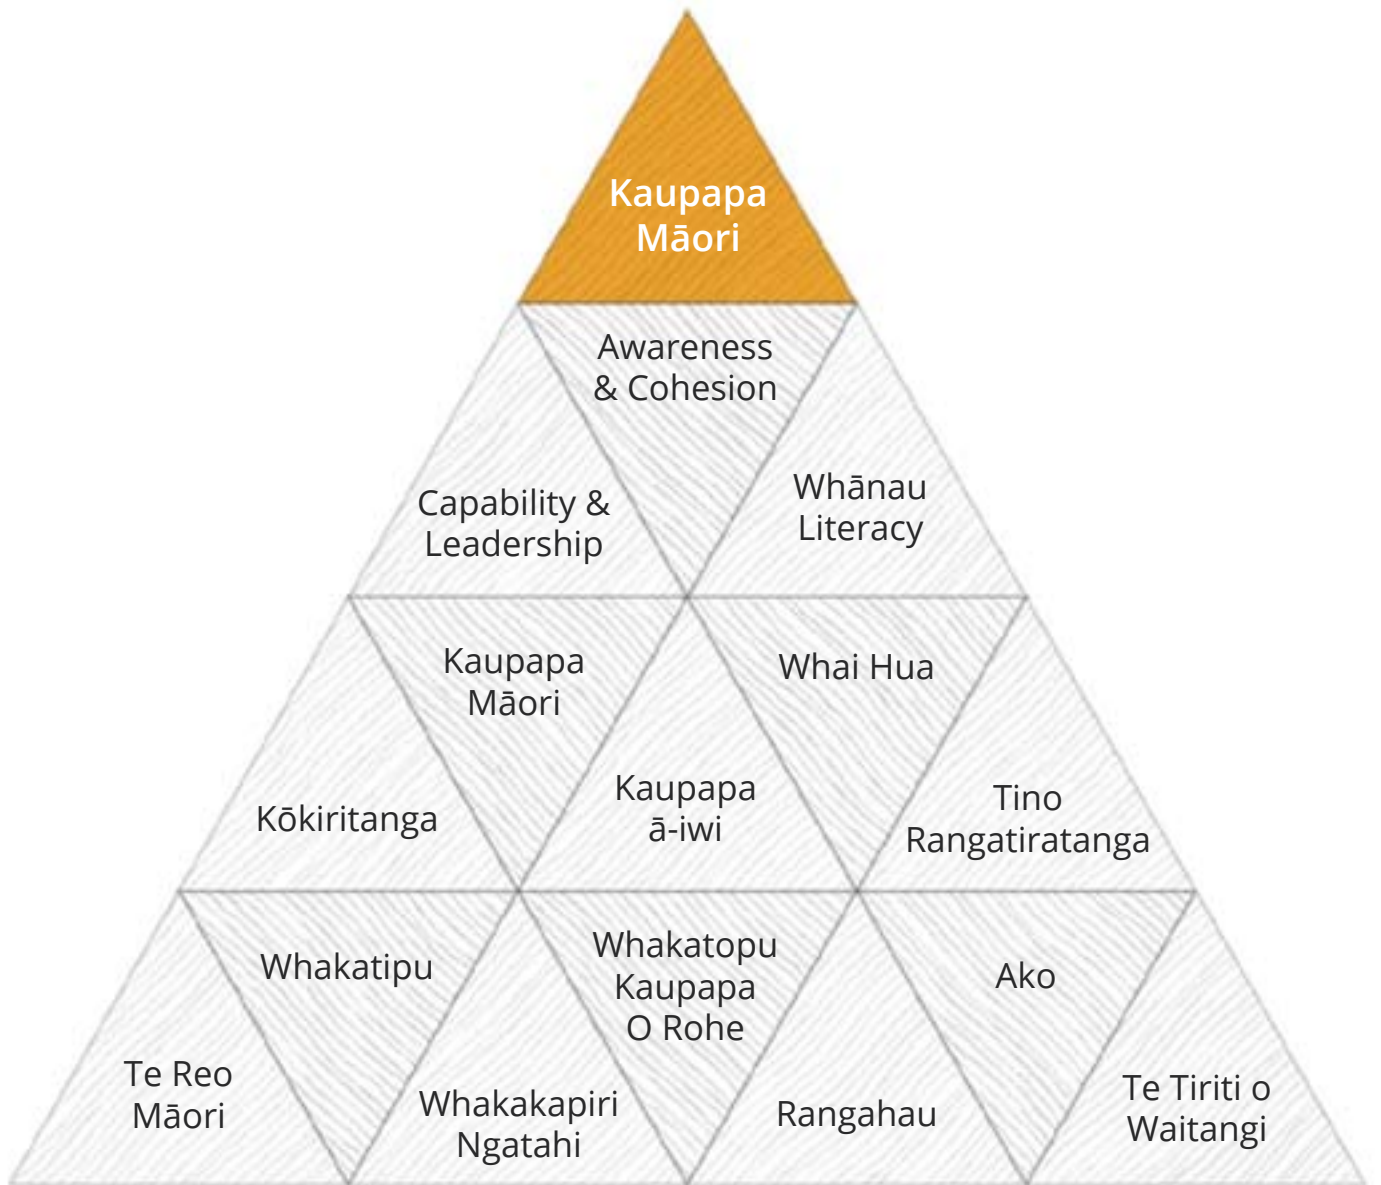 Kaupapa
Māori
Awareness
& Cohesion
Capability &
Leadership
Whānau
Literacy
Kaupapa
Māori
Whai Hua
Kōkiritanga
Kaupapa
ā-iwi
Tino
Rangatiratanga
Whakatipu
Whakatopu
Kaupapa
O Rohe
Ako
Te Reo
Māori
Whakakapiri
Ngatahi
Rangahau
Te Tiriti o
Waitangi